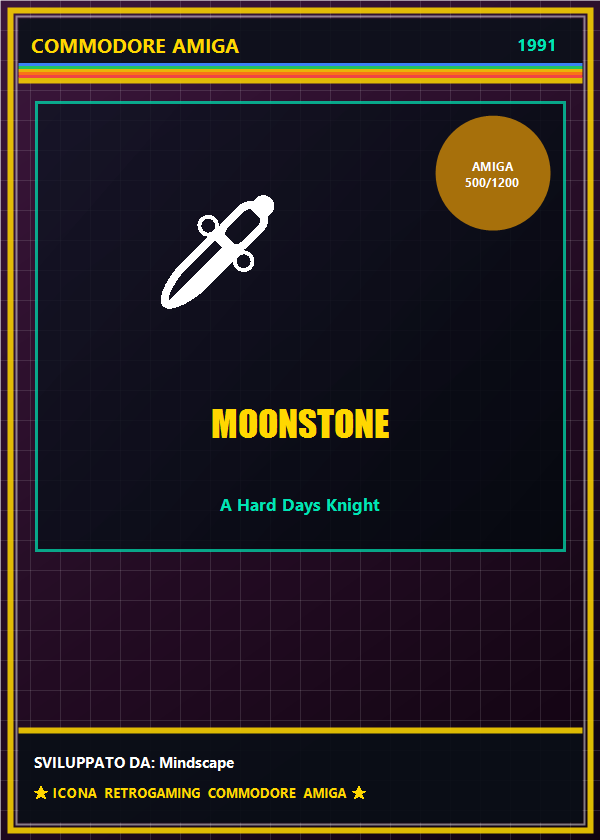 COMMODORE AMIGA
1991
AMIGA
500/1200
MOONSTONE
A Hard Days Knight
SVILUPPATO DA: Mindscape
★ ICONA RETROGAMING COMMODORE AMIGA ★